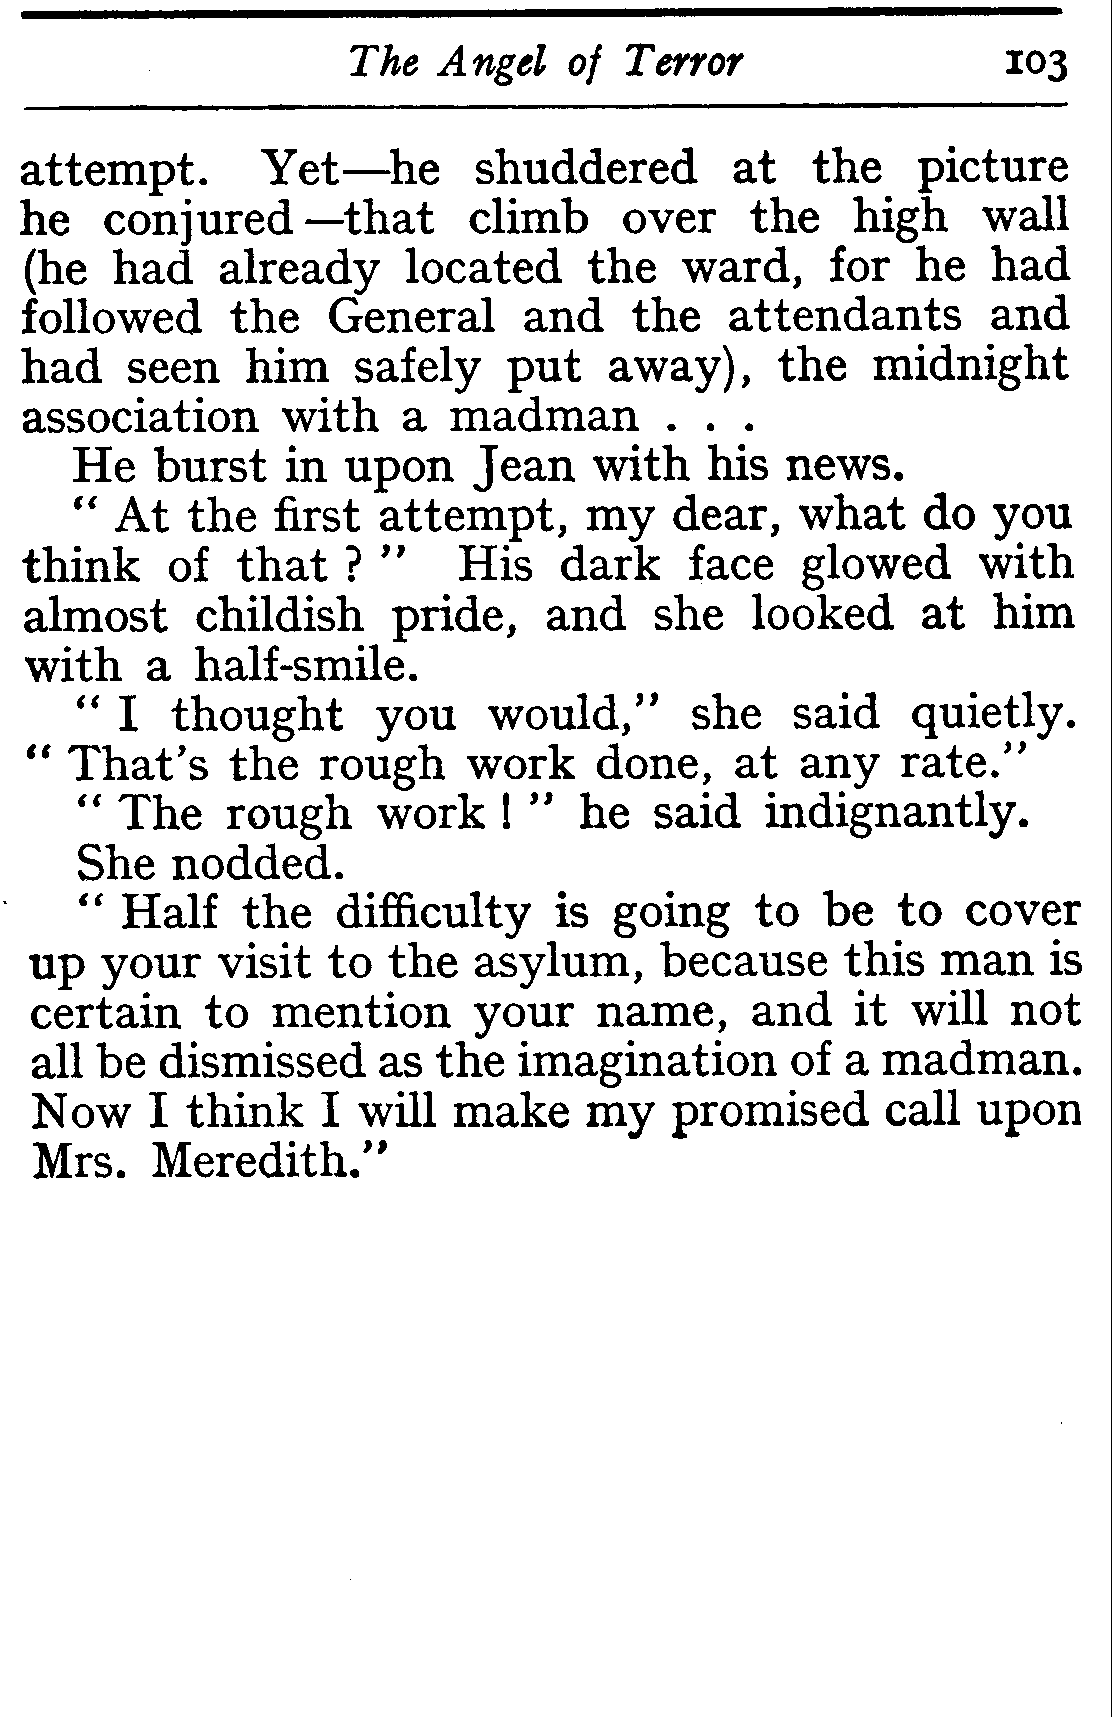 The Angel of Terror 103
attempt. Yet—he shuddered at the picture
he conjured—that climb over the high wall
(he had already located the ward, for he had
followed the General and the attendants and
had seen him safely put away), the midnight
association with a madman . . .
He burst in upon Jean with his news.
“ At the first attempt, my dear, what do you
think of that ? ” His dark face glowed with
almost childish pride, and she looked at him
with a half-smile.
“ I thought you would,” she said quietly.
“ That’s the rough work done, at any rate.”
“ The rough work ! ” he said indignantly.
She nodded.
“ Half the difficulty is going to be to cover
up your visit to the asylum, because this man is
certain to mention your name, and it will not
all be dismissed as the imagination of a madman.
Now I think I will make my promised call upon
Mrs. Meredith.”